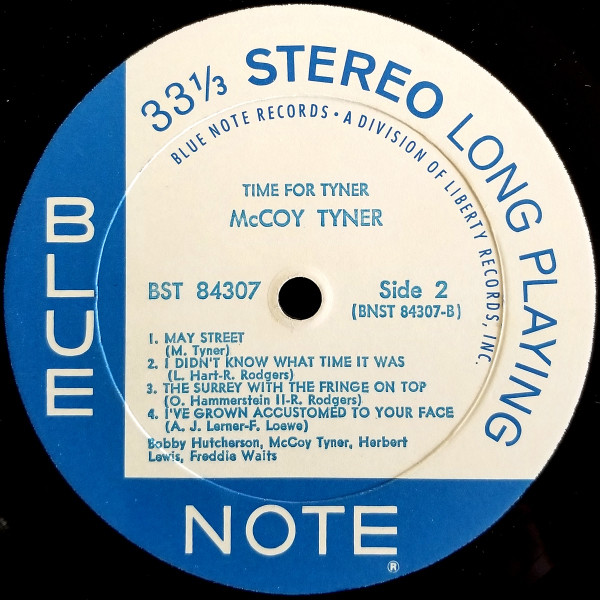 33⅓ STEREO LONG PLAYING
BLUE NOTE RECORDS • A DIVISION OF LIBERTY RECORDS, INC.
TIME FOR TYNER
McCOY TYNER
BST 84307
Side 2
(BNST 84307-B)
1. MAY STREET
(M. Tyner)
2. I DIDN'T KNOW WHAT TIME IT WAS
(L. Hart-R. Rodgers)
3. THE SURREY WITH THE FRINGE ON TOP
(O. Hammerstein II-R. Rodgers)
4. I'VE GROWN ACCUSTOMED TO YOUR FACE
(A. J. Lerner-F. Loewe)
Bobby Hutcherson, McCoy Tyner, Herbert
Lewis, Freddie Waits
BLUE
NOTE®